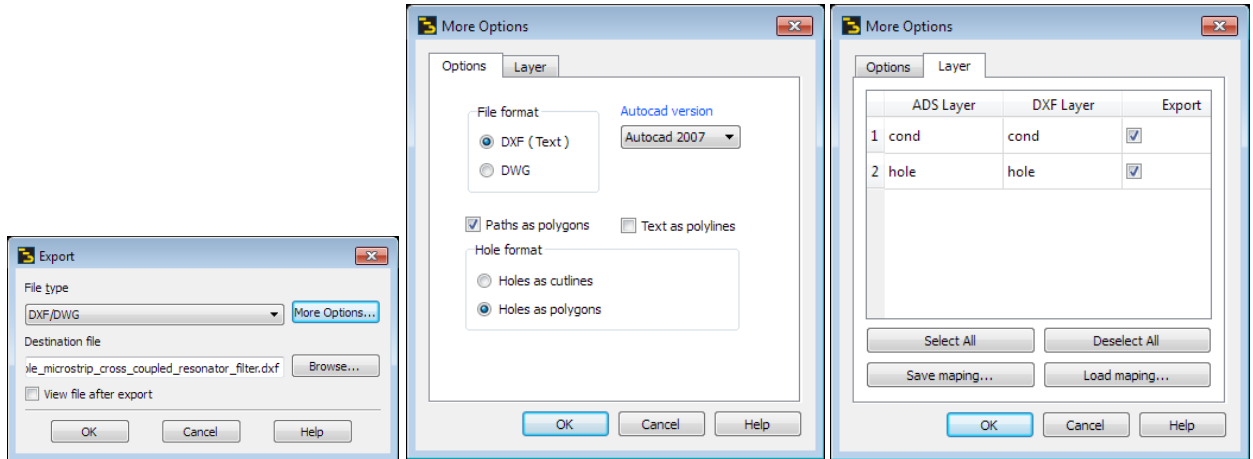 Export
File type
DXF/DWG
More Options...
Destination file
ole_microstrip_cross_coupled_resonator_filter.dxf
Browse...
View file after export
OK Cancel Help
More Options
Options Layer
File format
DXF ( Text )
DWG
Autocad version
Autocad 2007
Paths as polygons
Text as polylines
Hole format
Holes as cutlines
Holes as polygons
OK Cancel Help
More Options
Options Layer
ADS Layer DXF Layer Export
1 cond cond
2 hole hole
Select All Deselect All
Save maping... Load maping...
OK Cancel Help